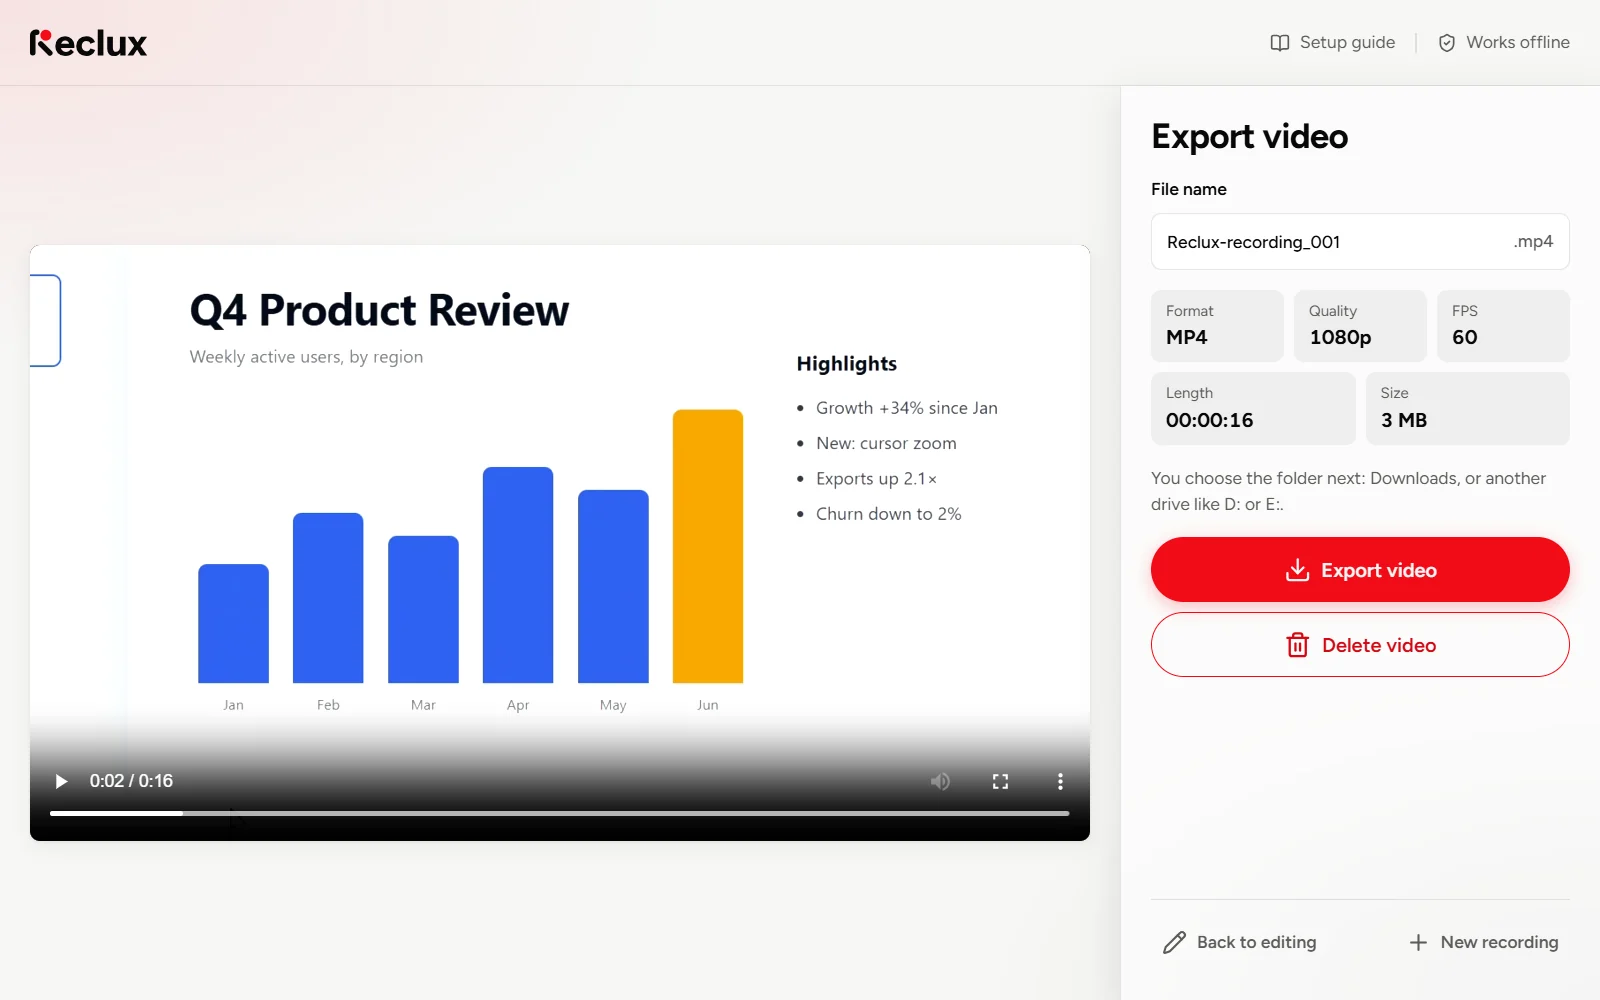 Reclux
Setup guide
Works offline
Q4 Product Review
Weekly active users, by region
Highlights
• Growth +34% since Jan
• New: cursor zoom
• Exports up 2.1×
• Churn down to 2%
Jan Feb Mar Apr May Jun
0:02 / 0:16
Export video
File name
Reclux-recording_001 .mp4
Format
MP4
Quality
1080p
FPS
60
Length
00:00:16
Size
3 MB
You choose the folder next: Downloads, or another
drive like D: or E:.
Export video
Delete video
Back to editing
New recording